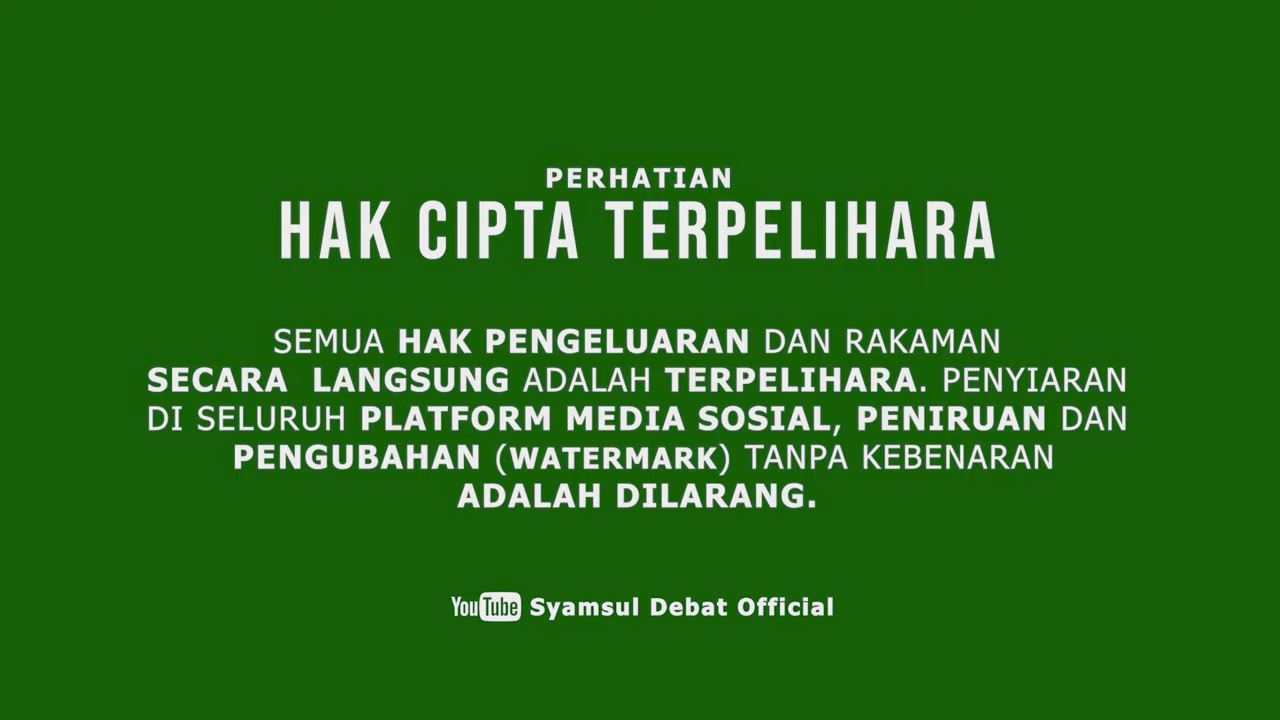 PERHATIAN
HAK CIPTA TERPELIHARA
SEMUA HAK PENGELUARAN DAN RAKAMAN
SECARA LANGSUNG ADALAH TERPELIHARA. PENYIARAN
DI SELURUH PLATFORM MEDIA SOSIAL, PENIRUAN DAN
PENGUBAHAN (WATERMARK) TANPA KEBENARAN
ADALAH DILARANG.
YouTube Syamsul Debat Official